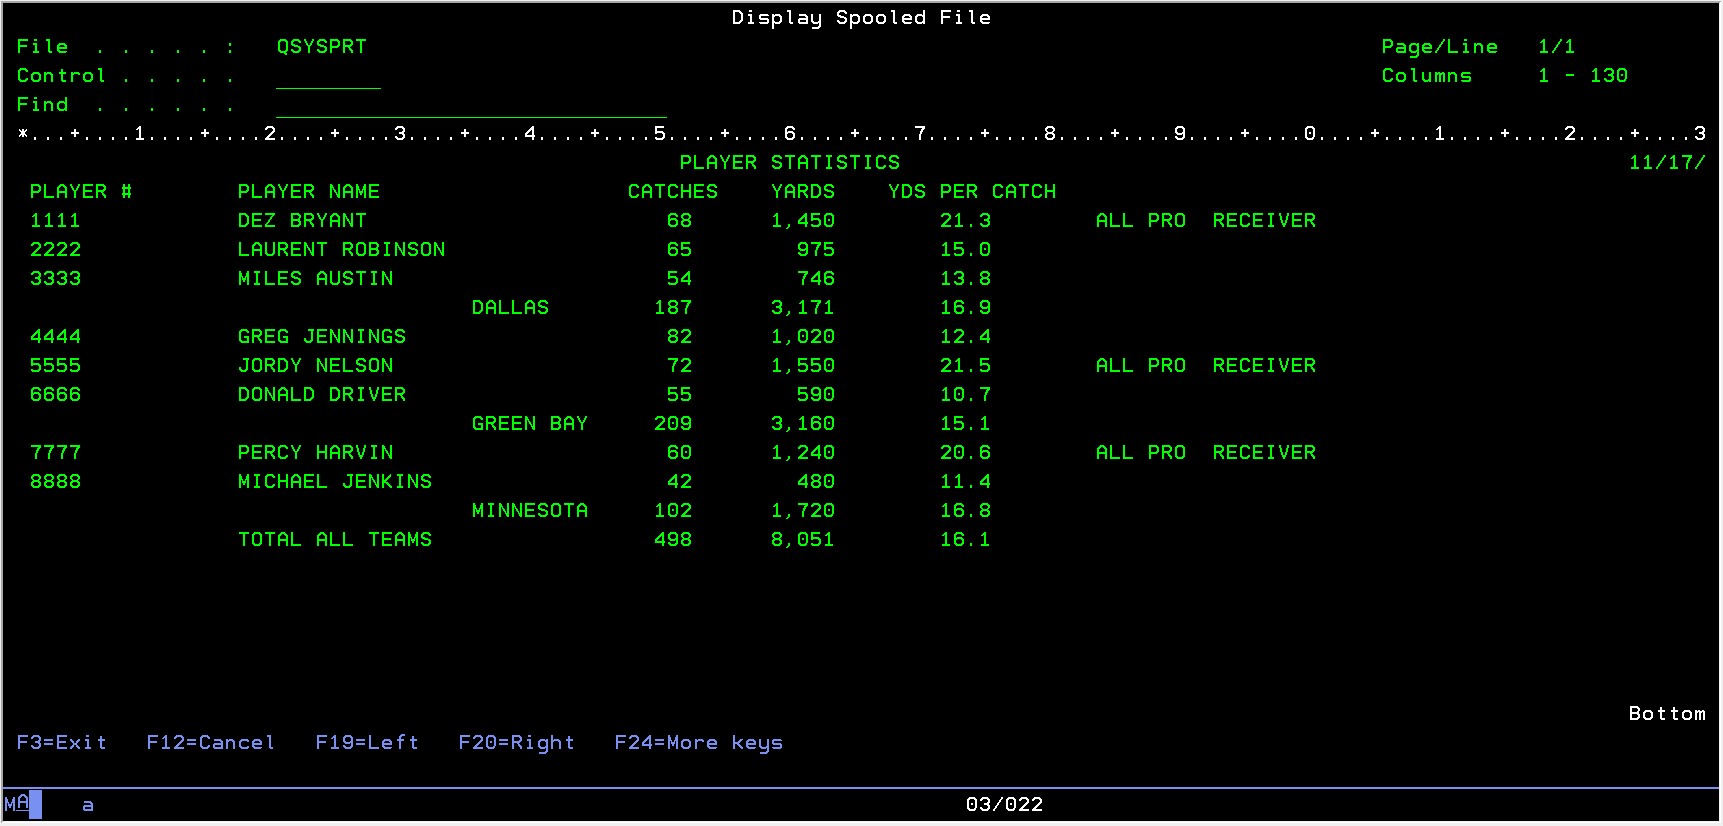 Display Spooled File
File  . . . . . :   QSYSPRT                                                                              Page/Line   1/1
Control . . . . .   ________                                                                             Columns     1 - 130
Find  . . . . . .   ______________________________
*...+....1....+....2....+....3....+....4....+....5....+....6....+....7....+....8....+....9....+....0....+....1....+....2....+....3
PLAYER STATISTICS                                                        11/17/
PLAYER #        PLAYER NAME                   CATCHES    YARDS    YDS PER CATCH
1111            DEZ BRYANT                       68      1,450        21.3        ALL PRO  RECEIVER
2222            LAURENT ROBINSON                 65        975        15.0
3333            MILES AUSTIN                     54        746        13.8
DALLAS        187      3,171        16.9
4444            GREG JENNINGS                    82      1,020        12.4
5555            JORDY NELSON                     72      1,550        21.5        ALL PRO  RECEIVER
6666            DONALD DRIVER                    55        590        10.7
GREEN BAY     209      3,160        15.1
7777            PERCY HARVIN                     60      1,240        20.6        ALL PRO  RECEIVER
8888            MICHAEL JENKINS                  42        480        11.4
MINNESOTA     102      1,720        16.8
TOTAL ALL TEAMS                 498      8,051        16.1
Bottom
F3=Exit   F12=Cancel   F19=Left   F20=Right   F24=More keys
MA    a                                                                  03/022